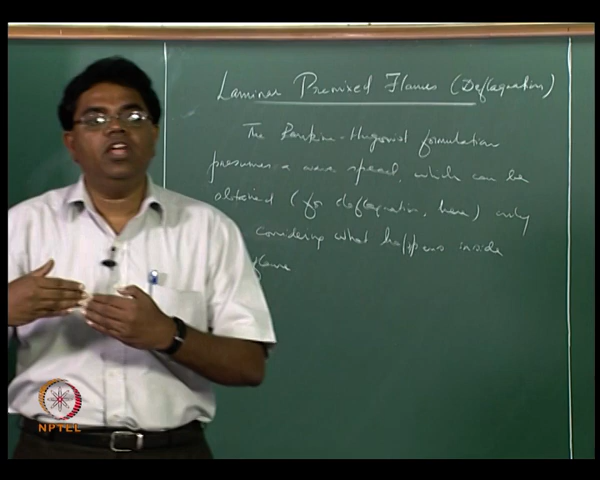 Laminar Premixed Flames (Deflagration)
The Rankine-Hugoniot formulation
presumes a wave speed, which can be
obtained (for deflagration, here) only
considering what happens inside
flame
NPTEL